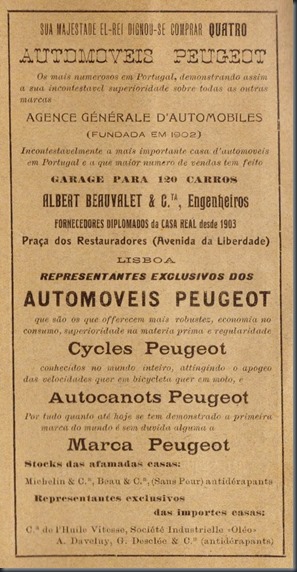 SUA MAJESTADE EL-REI DIGNOU-SE COMPRAR QUATRO
AUTOMOVEIS PEUGEOT
Os mais numerosos em Portugal, demonstrando assim
a sua incontestavel superioridade sobre todas as outras
marcas
AGENCE GÉNÉRALE D'AUTOMOBILES
(FUNDADA EM 1902)
Incontestavelmente a mais importante casa d'automoveis
em Portugal e a que maior numero de vendas tem feito
GARAGE PARA 120 CARROS
ALBERT BEAUVALET & C.TA, Engenheiros
FORNECEDORES DIPLOMADOS da CASA REAL desde 1903
Praça dos Restauradores (Avenida da Liberdade)
LISBOA
REPRESENTANTES EXCLUSIVOS DOS
AUTOMOVEIS PEUGEOT
que são os que offerecem mais robustez, economia no
consumo, superioridade na materia prima e regularidade
Cycles Peugeot
conhecidos no mundo inteiro, attingindo o apogeo
das velocidades quer em bicycleta quer em moto, e
Autocanots Peugeot
Por tudo quanto até hoje se tem demonstrado a primeira
marca do mundo é sem duvida alguma a
Marca Peugeot
Stocks das afamadas casas:
Michelin & C.ª, Beau & C.ª, (Sans Pour) antidérapants
Representantes exclusivos
das importes casas:
C.ª de l'Huile Vitesse, Société Industrielle «Oléo»
A. Daveluy, G. Desclée & C.ª (antidérapants)